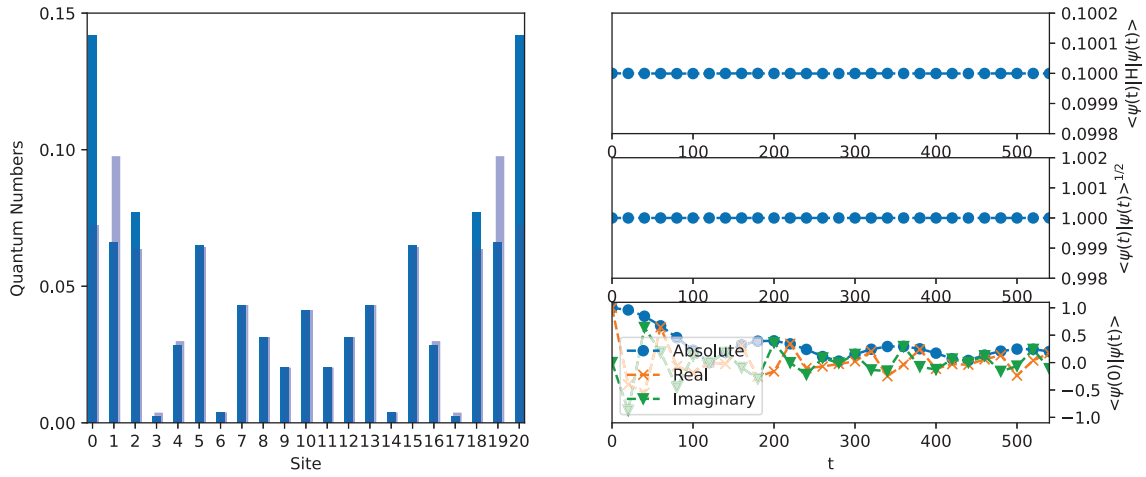 0.15
0.10
0.05
0.00
Quantum Numbers
0 1 2 3 4 5 6 7 8 9 10 11 12 13 14 15 16 17 18 19 20
Site
0.1002
0.1001
0.1000
0.0999
0.0998
<ψ(t)|H|ψ(t)>
0 100 200 300 400 500
1.002
1.001
1.000
0.999
0.998
<ψ(t)|ψ(t)>^1/2
0 100 200 300 400 500
1.0
0.5
0.0
−0.5
−1.0
<ψ(0)|ψ(t)>
Absolute
Real
Imaginary
0 100 200 300 400 500
t